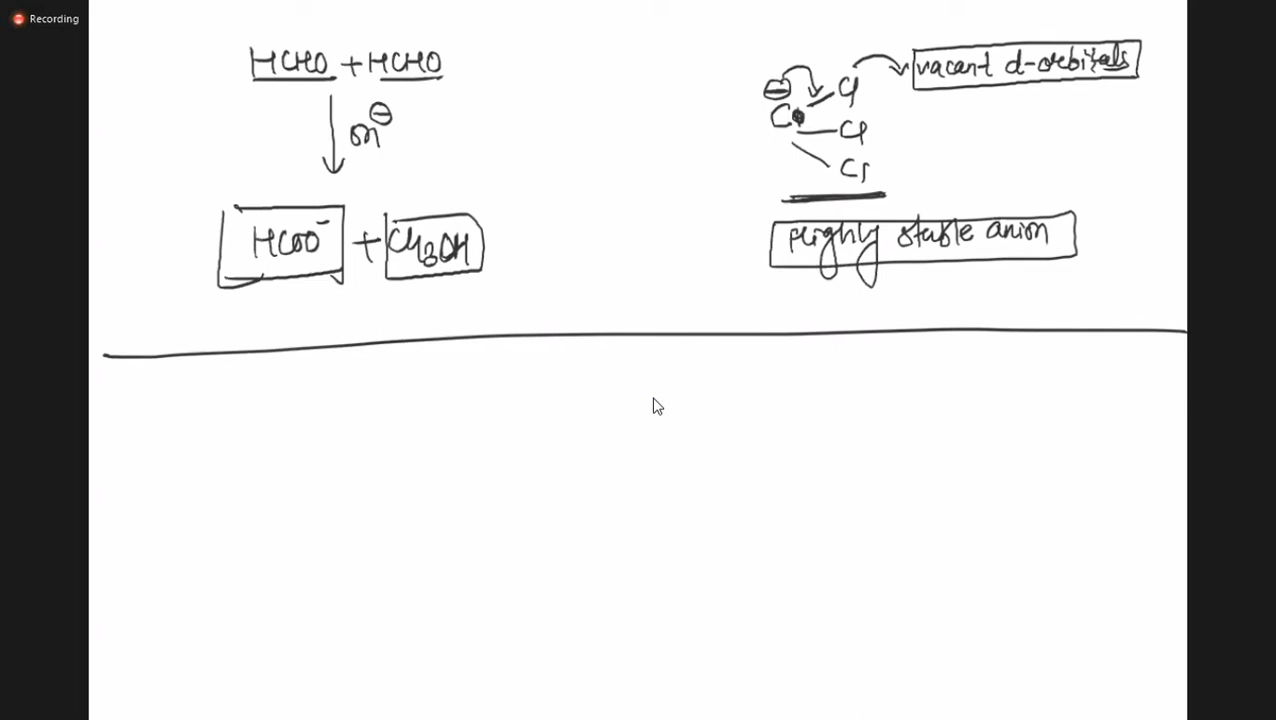 Recording
HCHO + HCHO
OH⊖
HCOO⁻ + CH₃OH
⊖
C Cl
Cl
Cl
vacant d-orbitals
Highly stable anion